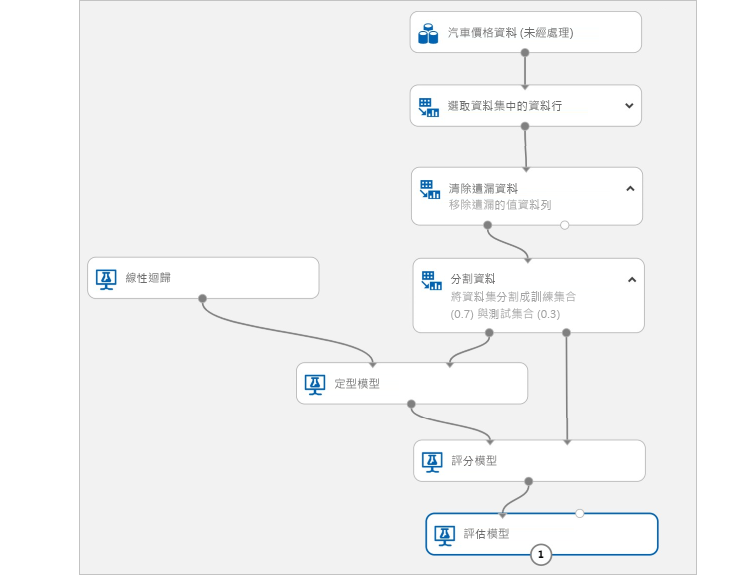 汽車價格資料 (未經處理)
選取資料集中的資料行
清除遺漏資料
移除遺漏的值資料列
線性迴歸
分割資料
將資料集分割成訓練集合
(0.7) 與測試集合 (0.3)
定型模型
評分模型
評估模型
1